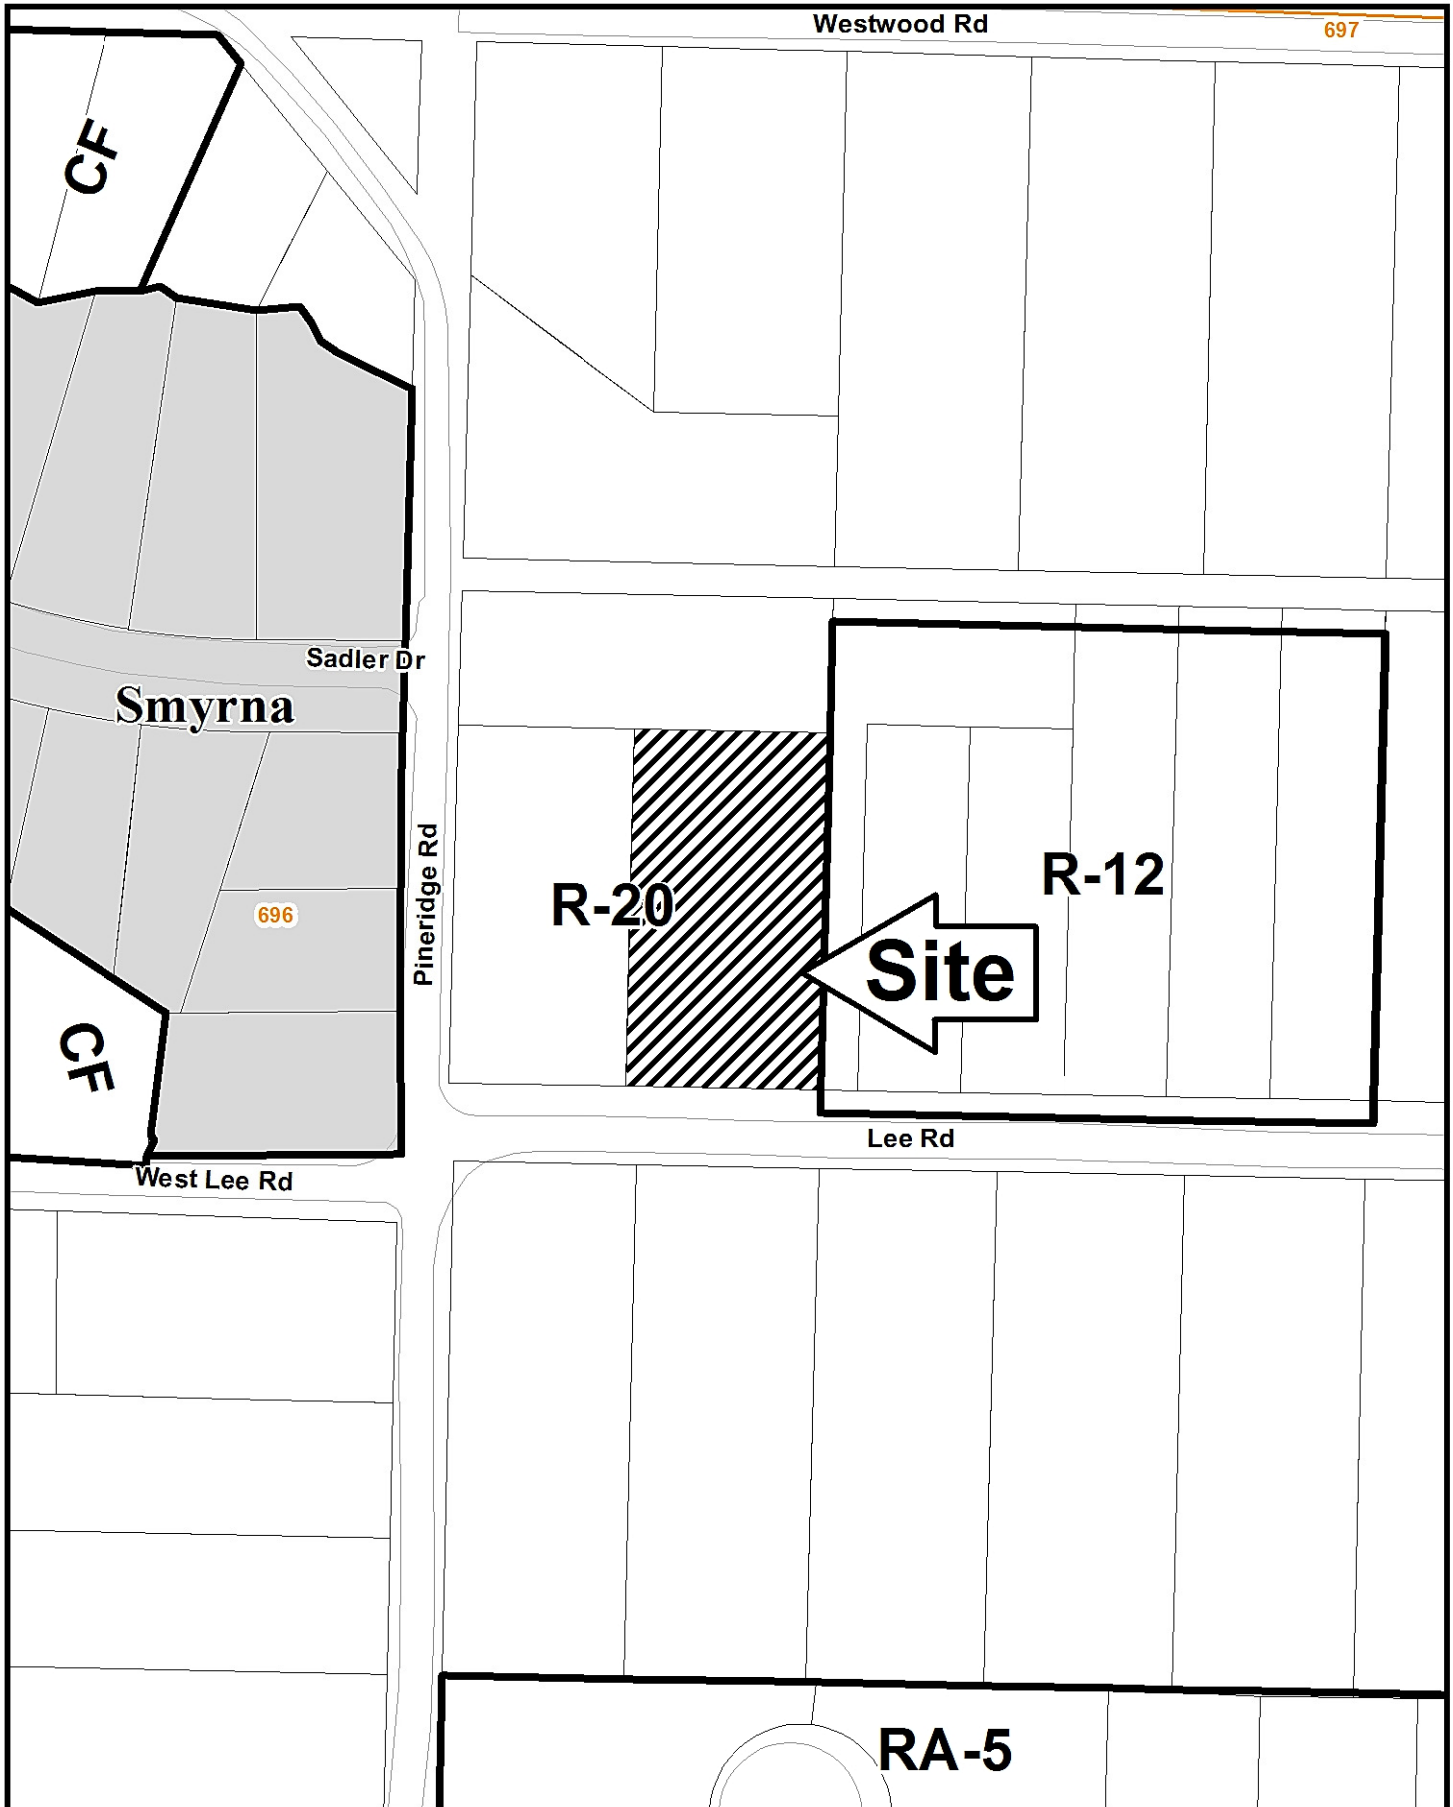 Westwood Rd
697
CF
Sadler Dr
Smyrna
Pineridge Rd
R-12
R-20
696
Site
CF
Lee Rd
West Lee Rd
RA-5